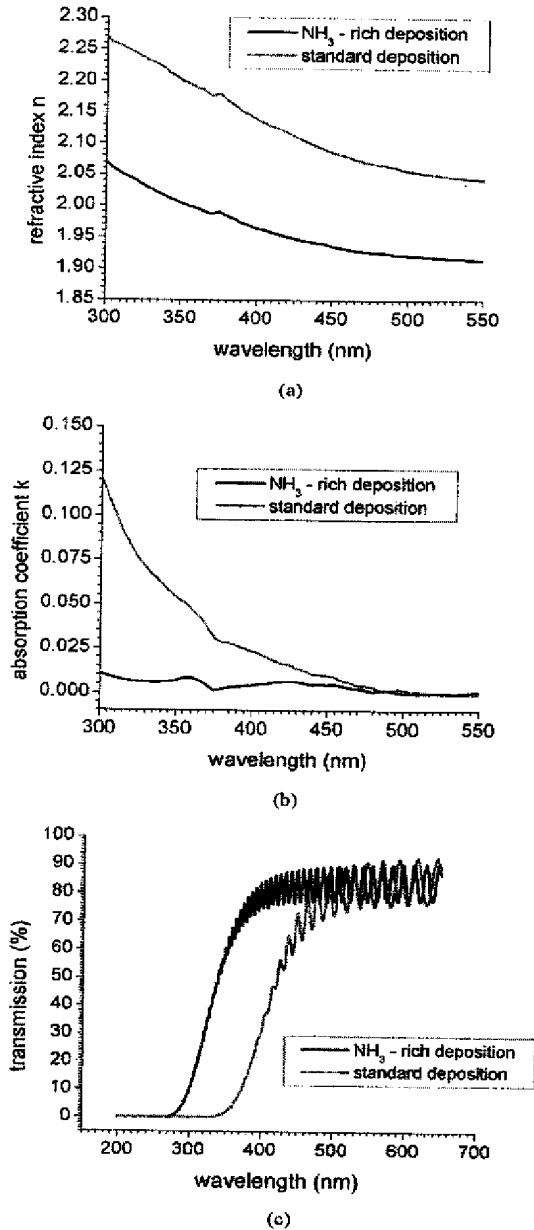 2.30
2.25
2.20
2.15
2.10
2.05
2.00
1.95
1.90
1.85
refractive index n
NH3 - rich deposition
standard deposition
300 350 400 450 500 550
wavelength (nm)
(a)
0.150
0.125
0.100
0.075
0.050
0.025
0.000
absorption coefficient k
NH3 - rich deposition
standard deposition
300 350 400 450 500 550
wavelength (nm)
(b)
100
90
80
70
60
50
40
30
20
10
0
transmission (%)
NH3 - rich deposition
standard deposition
200 300 400 500 600 700
wavelength (nm)
(c)